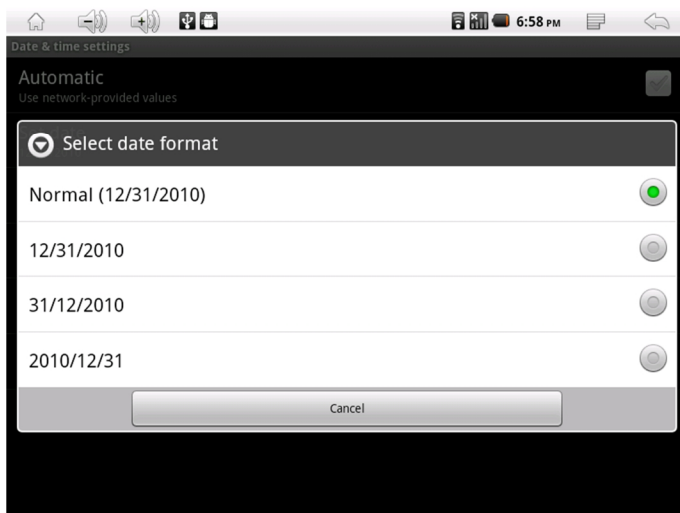 6:58 PM
Date & time settings
Automatic
Use network-provided values
Select date format
Normal (12/31/2010)
12/31/2010
31/12/2010
2010/12/31
Cancel